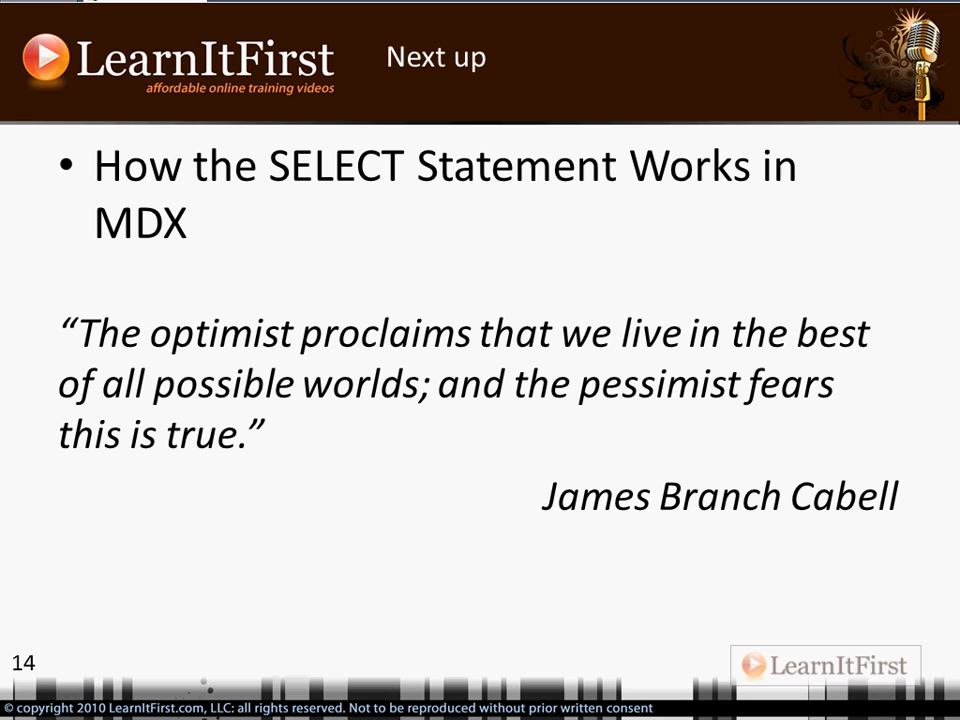 LearnItFirst
affordable online training videos
Next up
• How the SELECT Statement Works in
MDX
“The optimist proclaims that we live in the best
of all possible worlds; and the pessimist fears
this is true.”
James Branch Cabell
14
LearnItFirst
© copyright 2010 LearnItFirst.com, LLC: all rights reserved. Not to be reproduced without prior written consent